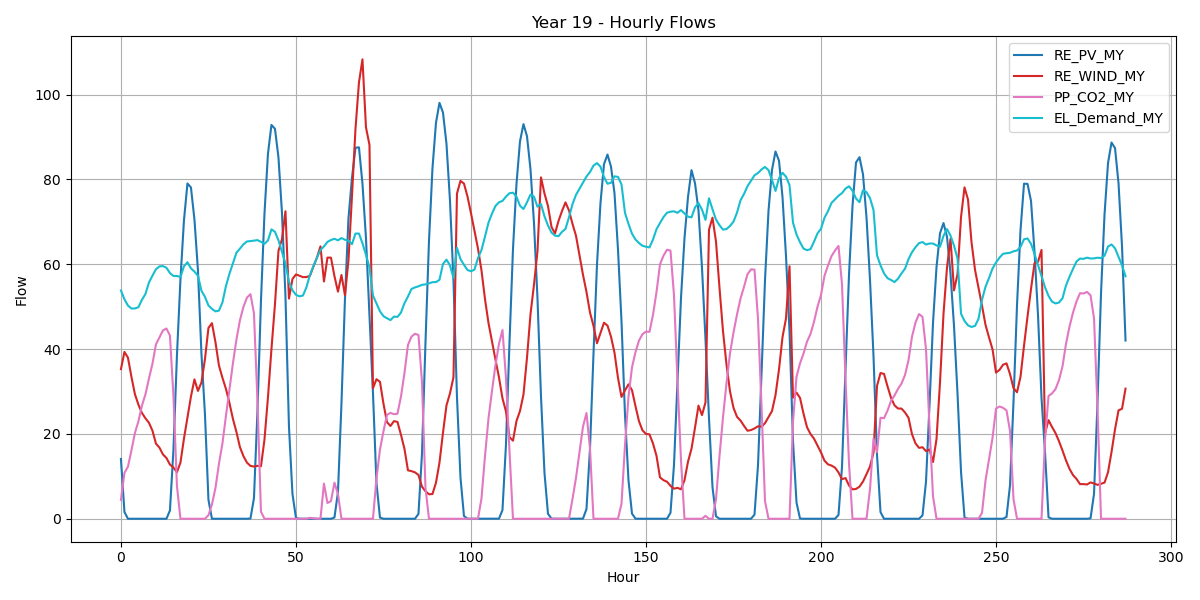 Year 19 - Hourly Flows
RE_PV_MY
RE_WIND_MY
PP_CO2_MY
EL_Demand_MY
Flow
100
80
60
40
20
0
0 50 100 150 200 250 300
Hour